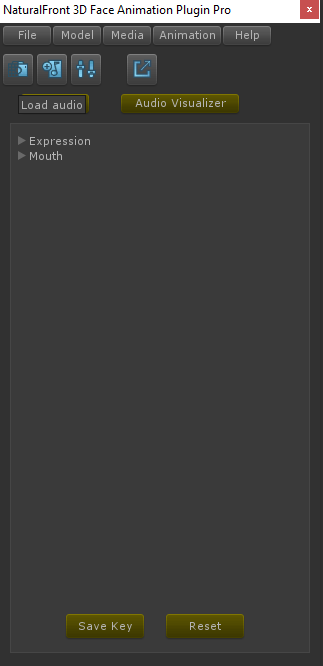 NaturalFront 3D Face Animation Plugin Pro x
File Model Media Animation Help
Load audio Audio Visualizer
Expression
Mouth
Save Key Reset